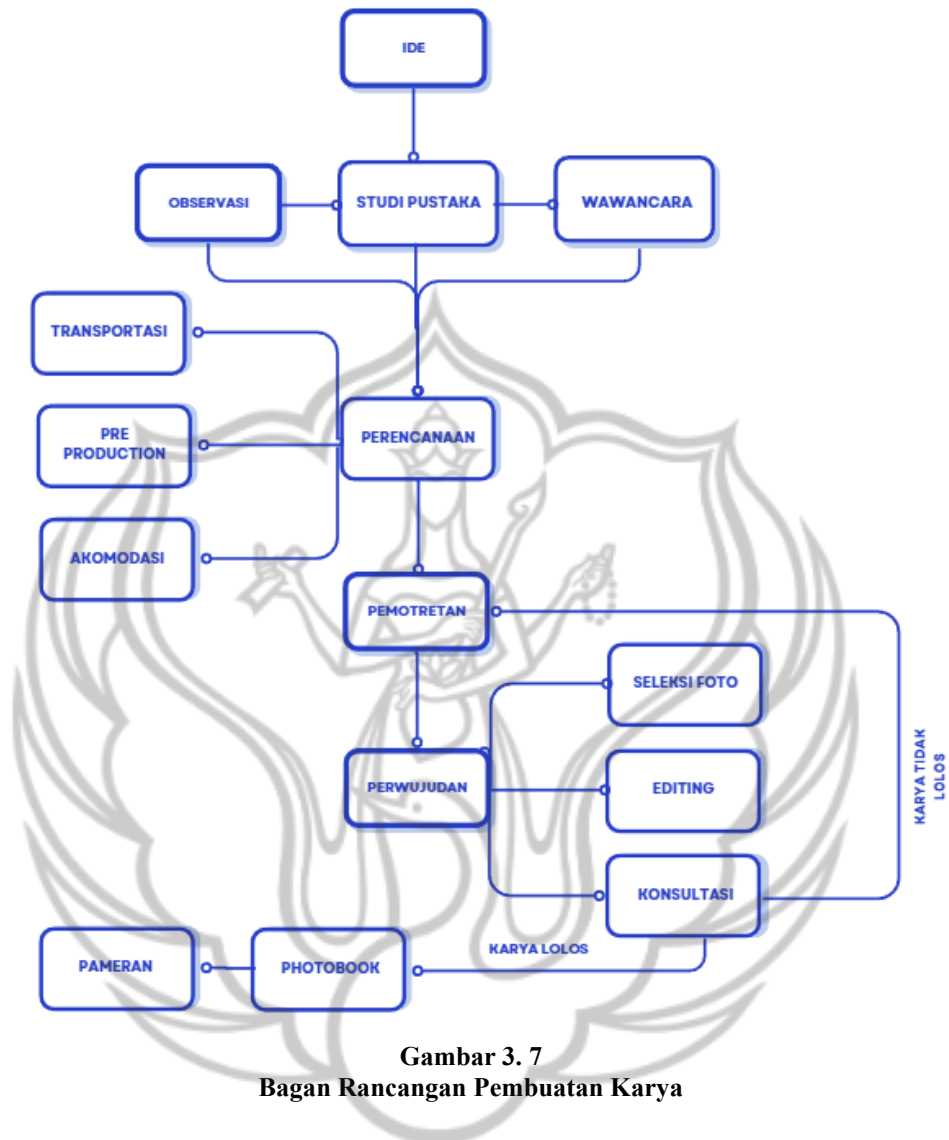 IDE
OBSERVASI
STUDI PUSTAKA
WAWANCARA
TRANSPORTASI
PRE
PRODUCTION
PERENCANAAN
AKOMODASI
PEMOTRETAN
SELEKSI FOTO
PERWUJUDAN
EDITING
KARYA TIDAK
LOLOS
KONSULTASI
KARYA LOLOS
PAMERAN
PHOTOBOOK
Gambar 3. 7
Bagan Rancangan Pembuatan Karya